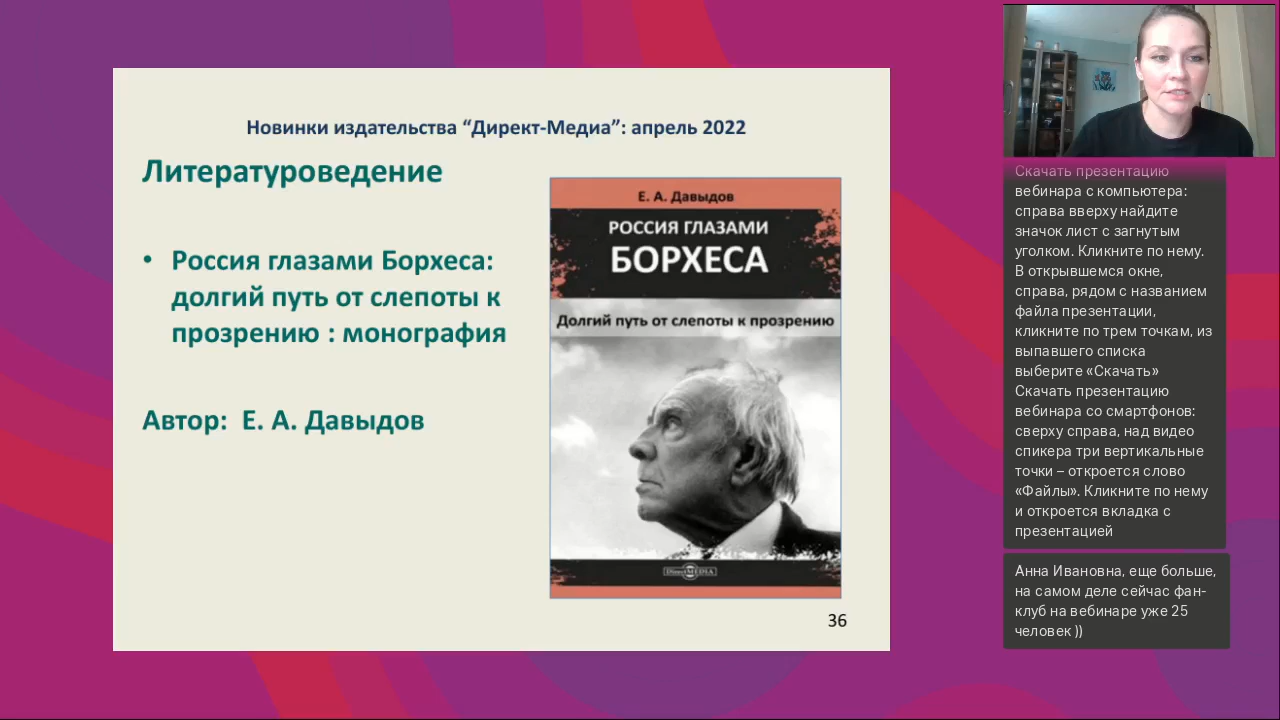 Новинки издательства “Директ-Медиа”: апрель 2022
Литературоведение
• Россия глазами Борхеса:
долгий путь от слепоты к
прозрению : монография
Автор: Е. А. Давыдов
Е. А. Давыдов
РОССИЯ ГЛАЗАМИ
БОРХЕСА
Долгий путь от слепоты к прозрению
DirectMEDIA
36
Скачать презентацию
вебинара с компьютера:
справа вверху найдите
значок лист с загнутым
уголком. Кликните по нему.
В открывшемся окне,
справа, рядом с названием
файла презентации,
кликните по трем точкам, из
выпавшего списка
выберите «Скачать»
Скачать презентацию
вебинара со смартфонов:
сверху справа, над видео
спикера три вертикальные
точки – откроется слово
«Файлы». Кликните по нему
и откроется вкладка с
презентацией
Анна Ивановна, еще больше,
на самом деле сейчас фан-
клуб на вебинаре уже 25
человек ))